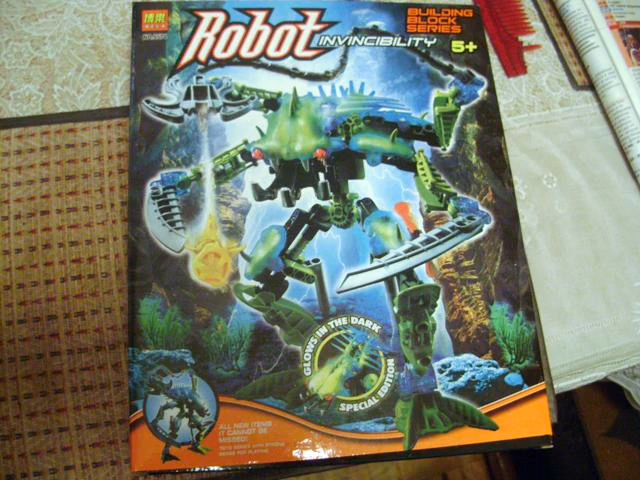 博乐
Robot
INVINCIBILITY
BUILDING
BLOCK
SERIES
5+
GLOWS IN THE DARK
SPECIAL EDITION
ALL NEW ITEMS
IT CANNOT BE
MISSED!